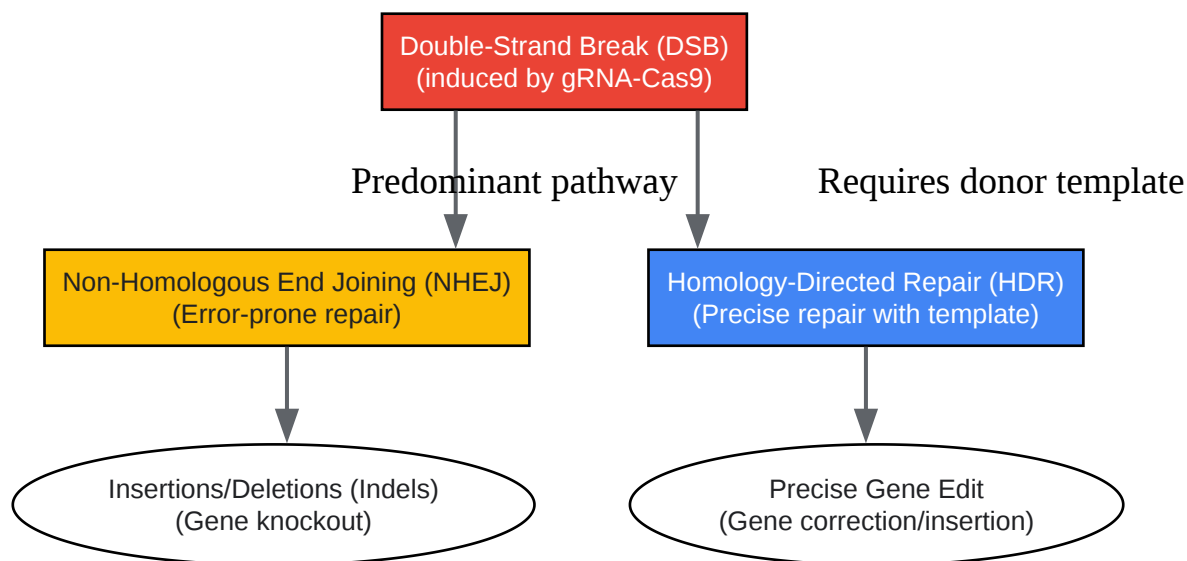 Double-Strand Break (DSB)
(induced by gRNA-Cas9)
Predominant pathway
Requires donor template
Non-Homologous End Joining (NHEJ)
(Error-prone repair)
Homology-Directed Repair (HDR)
(Precise repair with template)
Insertions/Deletions (Indels)
(Gene knockout)
Precise Gene Edit
(Gene correction/insertion)